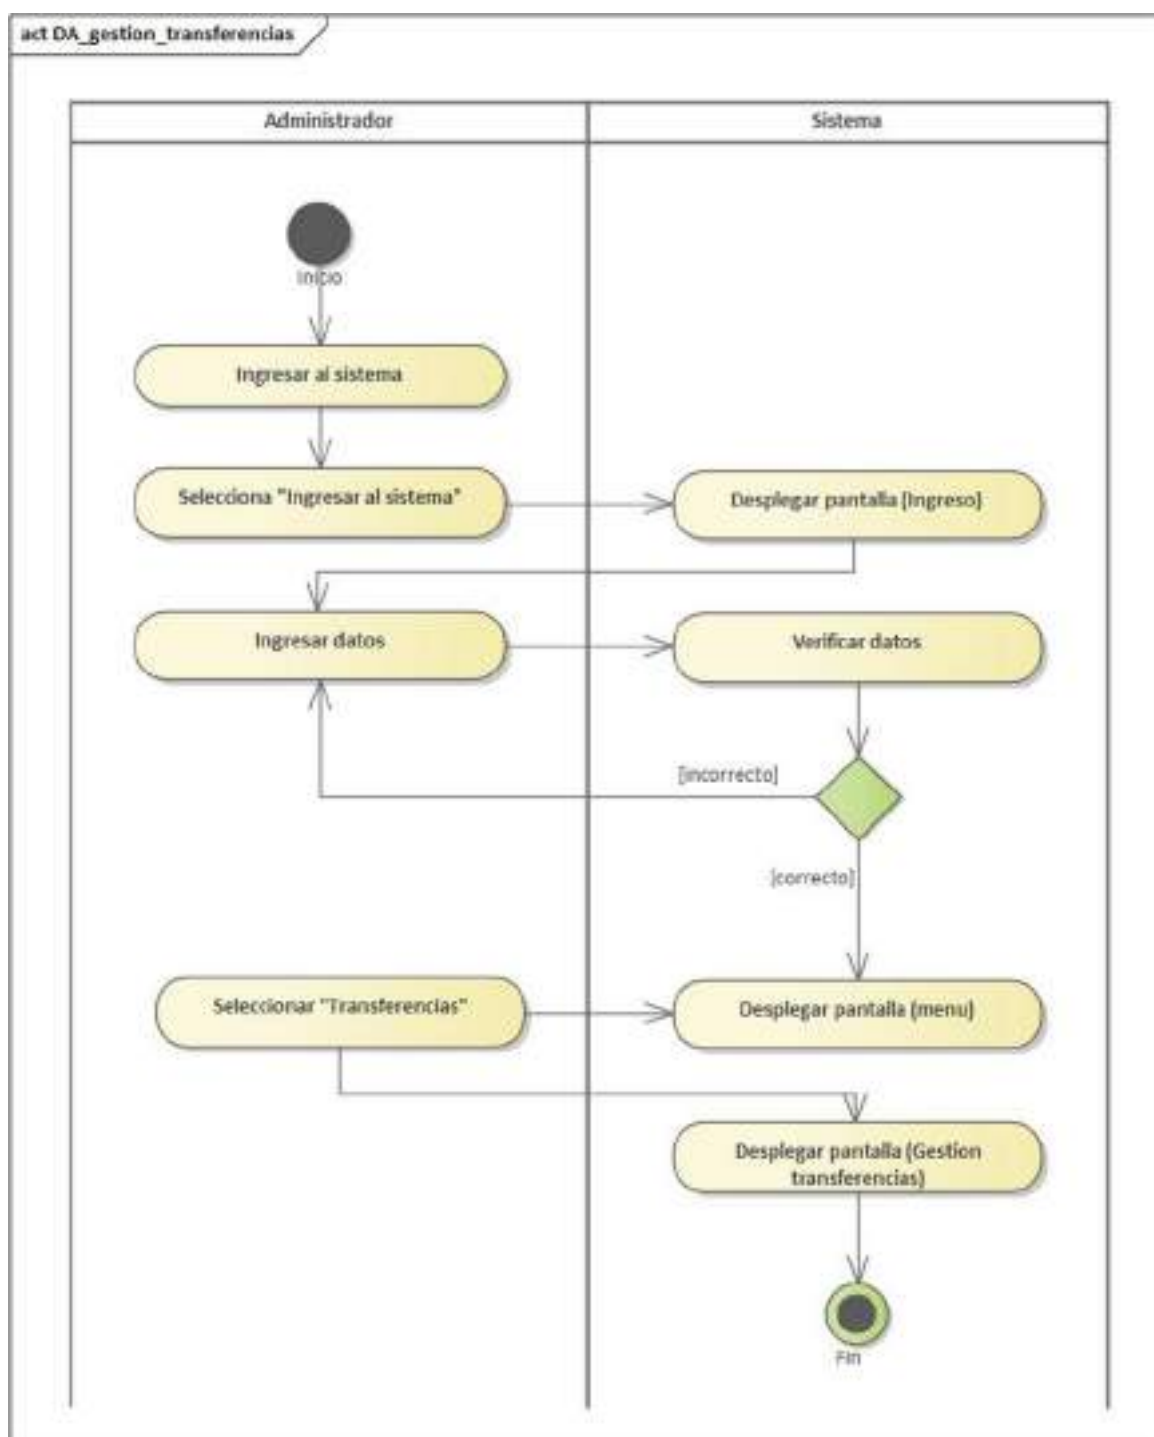 act DA_gestion_transferencias
Administrador
Sistema
Inicio
Ingresar al sistema
Selecciona "Ingresar al sistema"
Desplegar pantalla (Ingreso)
Ingresar datos
Verificar datos
[incorrecto]
[correcto]
Seleccionar "Transferencias"
Desplegar pantalla (menu)
Desplegar pantalla (Gestion
transferencias)
Fin